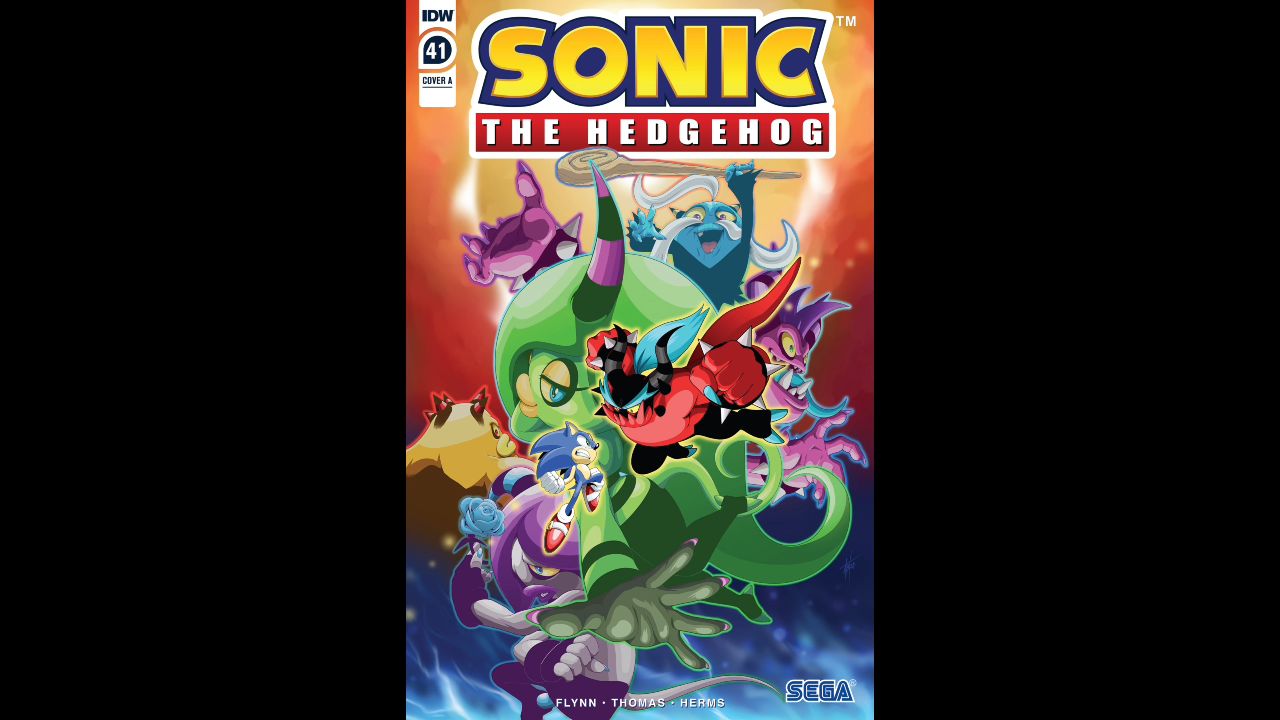 IDW
41
COVER A
SONIC
TM
THE HEDGEHOG
SEGA®
FLYNN · THOMAS · HERMS